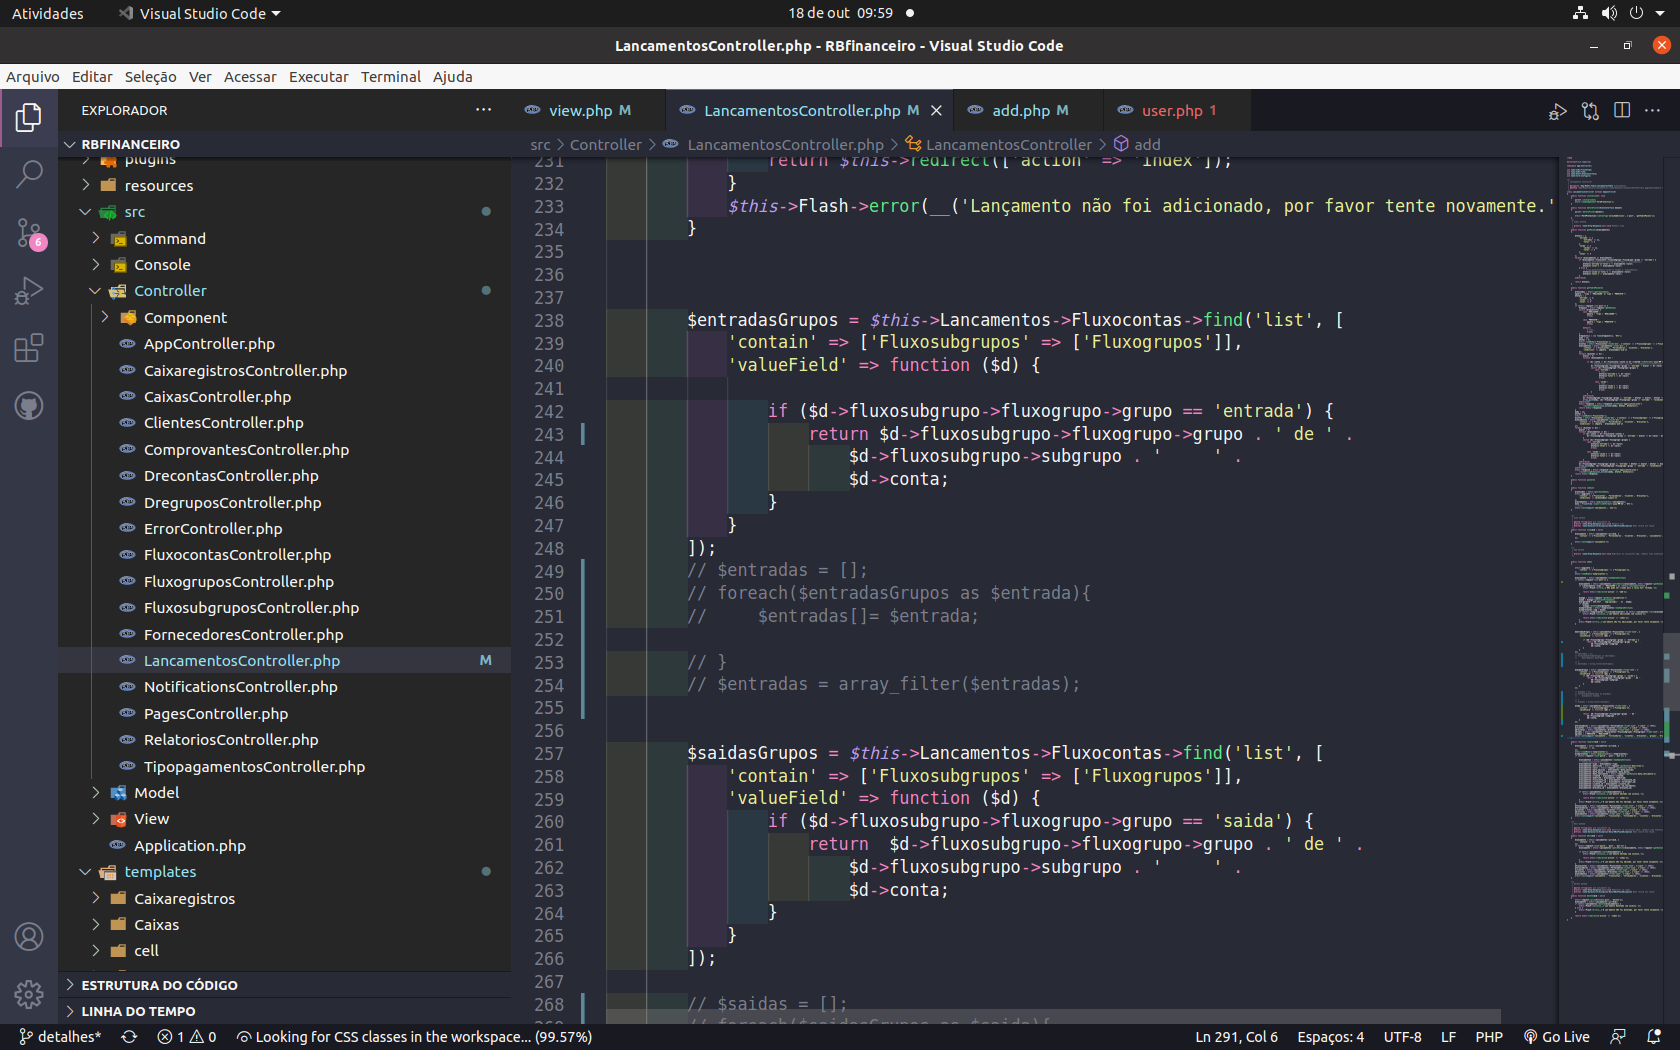 Atividades
Visual Studio Code
18 de out 09:59
LancamentosController.php - RBfinanceiro - Visual Studio Code
Arquivo Editar Seleção Ver Acessar Executar Terminal Ajuda
EXPLORADOR
view.php M
LancamentosController.php M
add.php M
user.php 1
RBFINANCEIRO
src > Controller > LancamentosController.php > LancamentosController > add
plugins
resources
src
Command
Console
Controller
Component
AppController.php
CaixaregistrosController.php
CaixasController.php
ClientesController.php
ComprovantesController.php
DrecontasController.php
DregruposController.php
ErrorController.php
FluxocontasController.php
FluxogruposController.php
FluxosubgruposController.php
FornecedoresController.php
LancamentosController.php M
NotificationsController.php
PagesController.php
RelatoriosController.php
TipopagamentosController.php
Model
View
Application.php
templates
Caixaregistros
Caixas
cell
ESTRUTURA DO CÓDIGO
LINHA DO TEMPO
6
231 return $this->redirect(['action' => 'index']);
232 }
233 $this->Flash->error(__('Lançamento não foi adicionado, por favor tente novamente.'
234 }
235
236
237
238 $entradasGrupos = $this->Lancamentos->Fluxocontas->find('list', [
239 'contain' => ['Fluxosubgrupos' => ['Fluxogrupos']],
240 'valueField' => function ($d) {
241
242 if ($d->fluxosubgrupo->fluxogrupo->grupo == 'entrada') {
243 return $d->fluxosubgrupo->fluxogrupo->grupo . ' de ' .
244 $d->fluxosubgrupo->subgrupo . '     ' .
245 $d->conta;
246 }
247 }
248 ]);
249 // $entradas = [];
250 // foreach($entradasGrupos as $entrada){
251 //     $entradas[]= $entrada;
252
253 // }
254 // $entradas = array_filter($entradas);
255
256
257 $saidasGrupos = $this->Lancamentos->Fluxocontas->find('list', [
258 'contain' => ['Fluxosubgrupos' => ['Fluxogrupos']],
259 'valueField' => function ($d) {
260 if ($d->fluxosubgrupo->fluxogrupo->grupo == 'saida') {
261 return  $d->fluxosubgrupo->fluxogrupo->grupo . ' de ' .
262 $d->fluxosubgrupo->subgrupo . '     ' .
263 $d->conta;
264 }
265 }
266 ]);
267
268 // $saidas = [];
269 // foreach($saidasGrupos as $saida){
detalhes* 1 0 Looking for CSS classes in the workspace... (99.57%)
Ln 291, Col 6 Espaços: 4 UTF-8 LF PHP Go Live